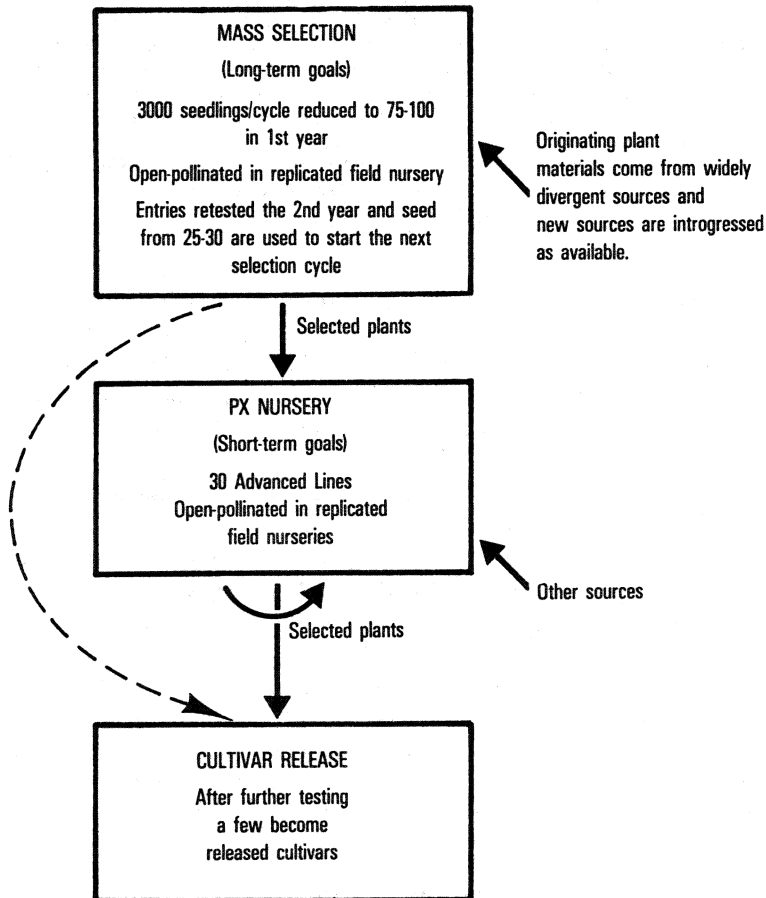 MASS SELECTION
(Long-term goals)
3000 seedlings/cycle reduced to 75-100
in 1st year
Open-pollinated in replicated field nursery
Entries retested the 2nd year and seed
from 25-30 are used to start the next
selection cycle
Originating plant
materials come from widely
divergent sources and
new sources are introgressed
as available.
Selected plants
PX NURSERY
(Short-term goals)
30 Advanced Lines
Open-pollinated in replicated
field nurseries
Other sources
Selected plants
CULTIVAR RELEASE
After further testing
a few become
released cultivars